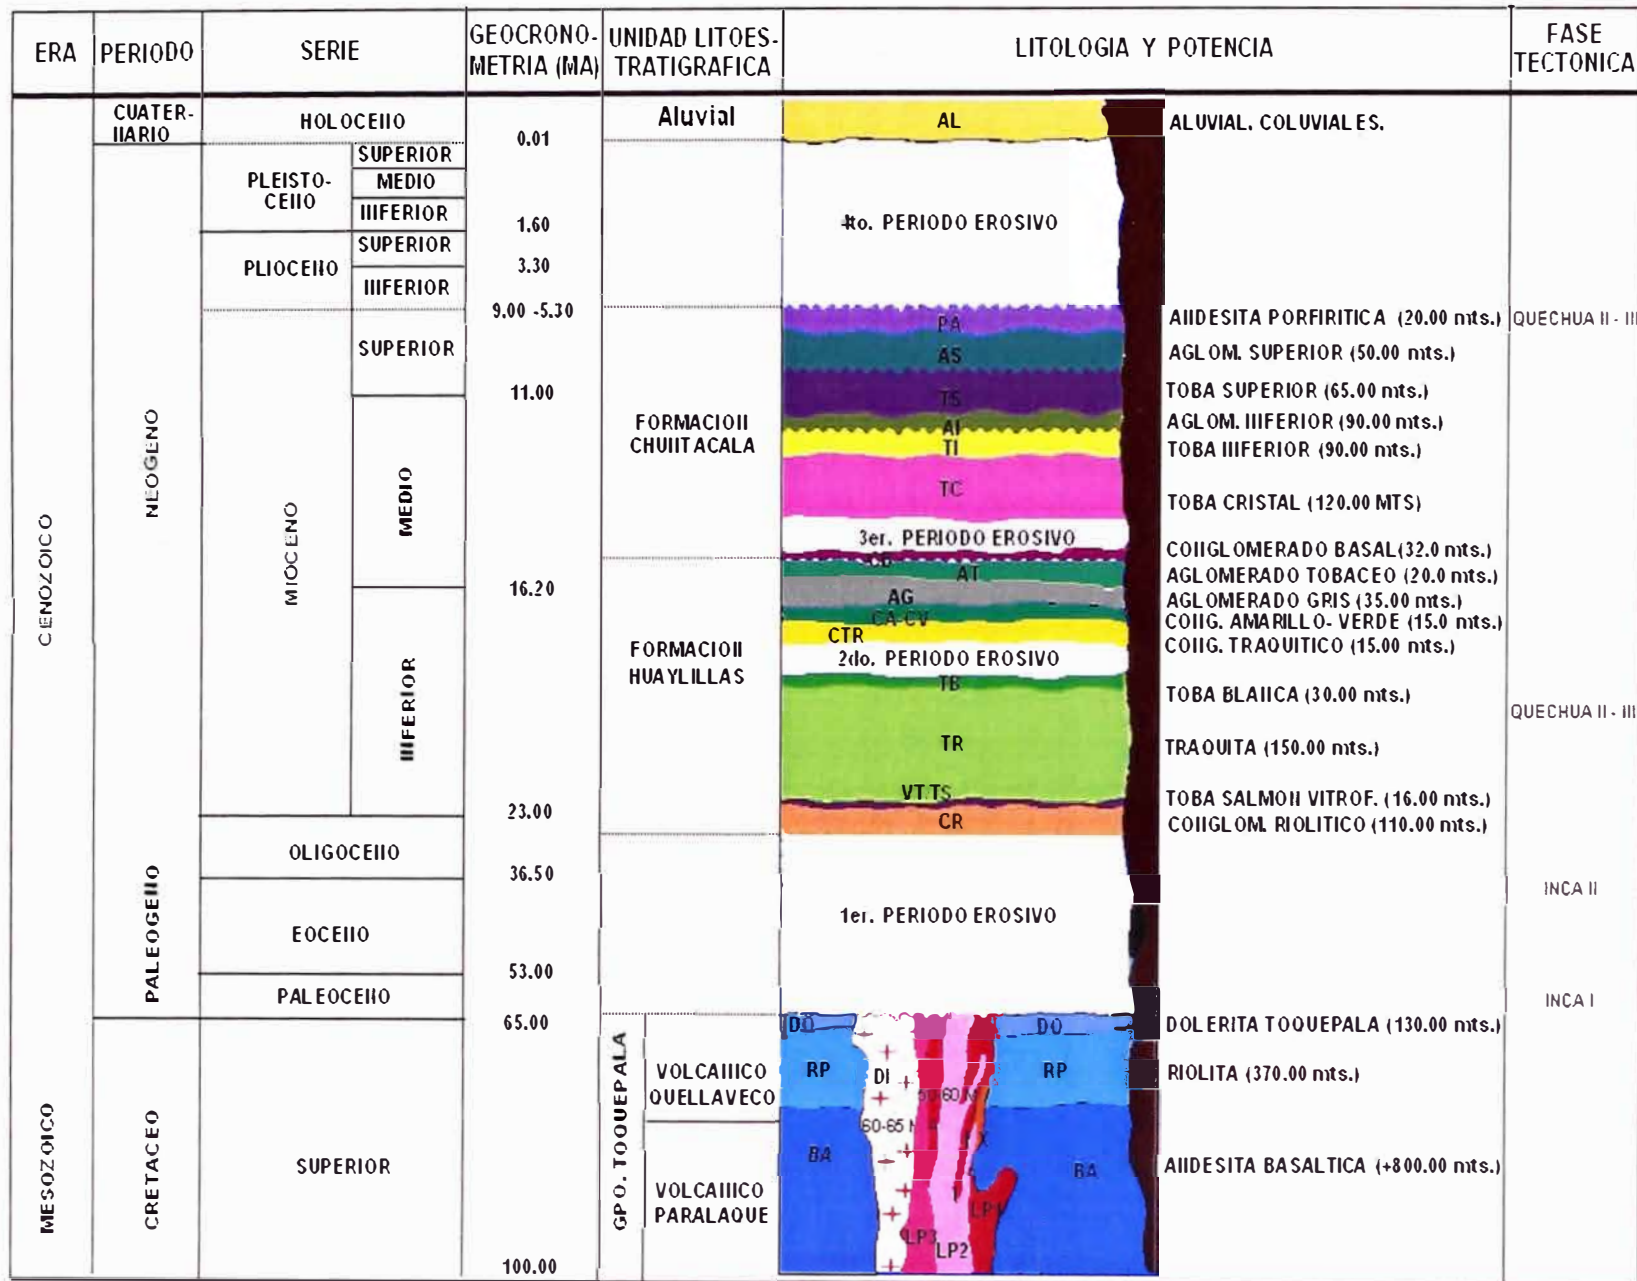 ERA
PERIODO
SERIE
GEOCRONO-
METRIA (MA)
UNIDAD LITOES-
TRATIGRAFICA
LITOLOGIA Y POTENCIA
FASE
TECTONICA
CENOZOICO
MESOZOICO
CUATER-
NARIO
NEOGENO
PALEOGENO
CRETACEO
HOLOCENO
PLEISTO-
CENO
SUPERIOR
MEDIO
INFERIOR
PLIOCENO
SUPERIOR
INFERIOR
MIOCENO
SUPERIOR
MEDIO
INFERIOR
OLIGOCENO
EOCENO
PALEOCENO
SUPERIOR
0.01
1.60
3.30
9.00 -5.30
11.00
16.20
23.00
36.50
53.00
65.00
100.00
Aluvial
FORMACION
CHUNTACALA
FORMACION
HUAYLILLAS
GPO. TOQUEPALA
VOLCANICO
QUELLAVECO
VOLCANICO
PARALAQUE
AL
4to. PERIODO EROSIVO
PA
AS
TS
AI
TI
TC
3er. PERIODO EROSIVO
CB
AT
AG
CA-CV
CTR
2do. PERIODO EROSIVO
TB
TR
VT.TS
CR
1er. PERIODO EROSIVO
DO
DO
RP
DI
RP
60-65
BA
BA
LP1
LP3
LP2
ALUVIAL. COLUVIALES.
ANDESITA PORFIRITICA (20.00 mts.)
AGLOM. SUPERIOR (50.00 mts.)
TOBA SUPERIOR (65.00 mts.)
AGLOM. INFERIOR (90.00 mts.)
TOBA INFERIOR (90.00 mts.)
TOBA CRISTAL (120.00 MTS)
CONGLOMERADO BASAL(32.0 mts.)
AGLOMERADO TOBACEO (20.0 mts.)
AGLOMERADO GRIS (35.00 mts.)
CONG. AMARILLO- VERDE (15.0 mts.)
CONG. TRAQUITICO (15.00 mts.)
TOBA BLANCA (30.00 mts.)
TRAQUITA (150.00 mts.)
TOBA SALMON VITROF. (16.00 mts.)
CONGLOM. RIOLITICO (110.00 mts.)
DOLERITA TOQUEPALA (130.00 mts.)
RIOLITA (370.00 mts.)
ANDESITA BASALTICA (+800.00 mts.)
QUECHUA II - III
QUECHUA II - III
INCA II
INCA I